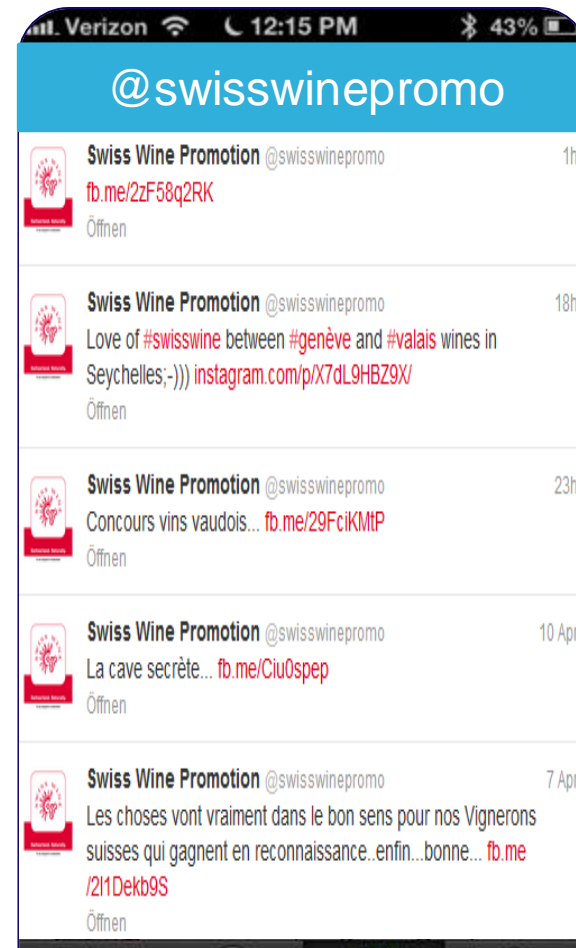 Verizon 12:15 PM 43%
@swisswinepromo
Swiss Wine Promotion @swisswinepromo 1h
fb.me/2zF58q2RK
Öffnen
Swiss Wine Promotion @swisswinepromo 18h
Love of #swisswine between #genève and #valais wines in
Seychelles;-))) instagram.com/p/X7dL9HBZ9X/
Öffnen
Swiss Wine Promotion @swisswinepromo 23h
Concours vins vaudois... fb.me/29FciKMtP
Öffnen
Swiss Wine Promotion @swisswinepromo 10 Apr
La cave secrète... fb.me/Ciu0spep
Öffnen
Swiss Wine Promotion @swisswinepromo 7 Apr
Les choses vont vraiment dans le bon sens pour nos Vignerons
suisses qui gagnent en reconnaissance..enfin...bonne... fb.me
/2l1Dekb9S
Öffnen